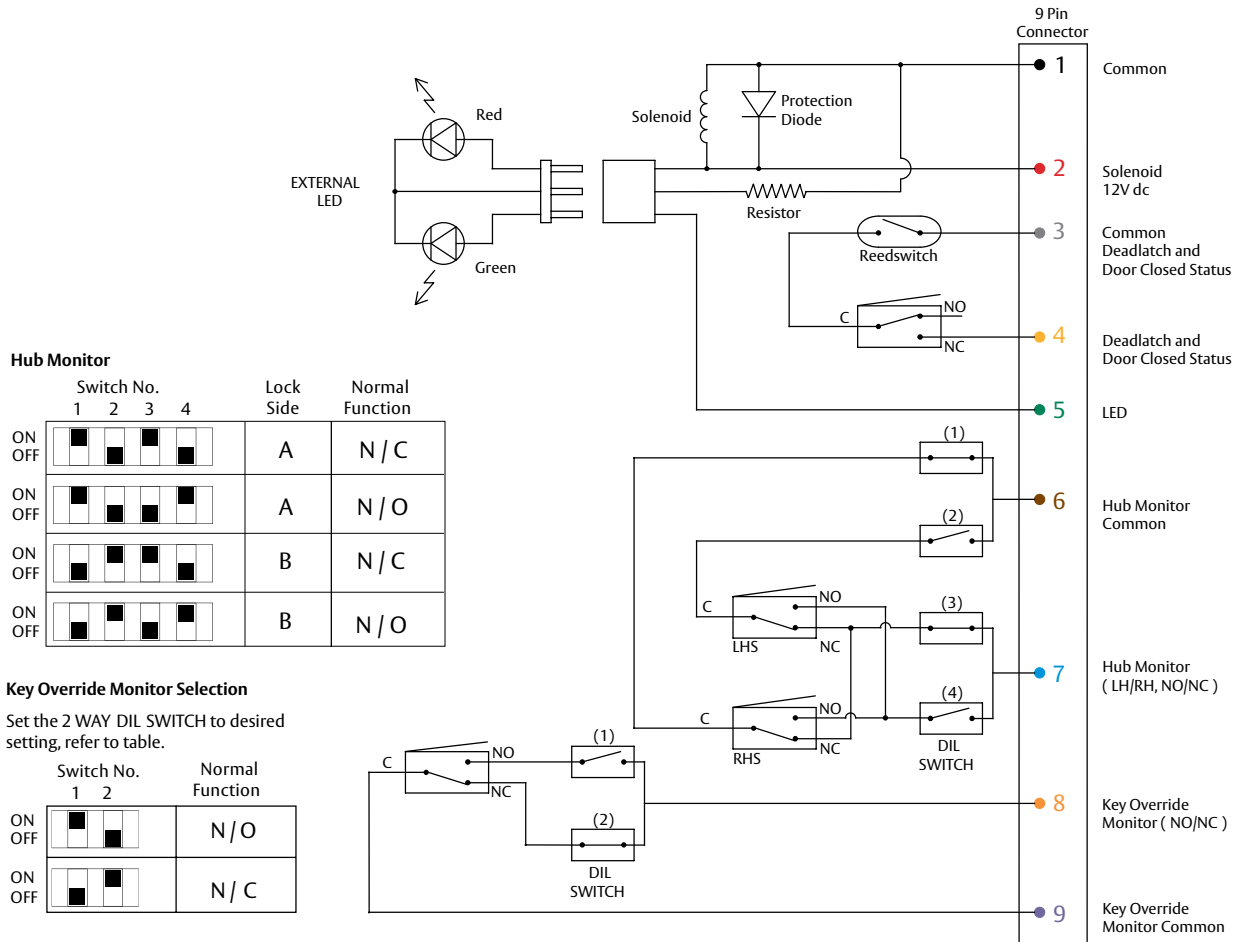 9 Pin
Connector
1
Common
Red
Solenoid
Protection
Diode
EXTERNAL
LED
2
Solenoid
12V dc
Resistor
3
Common
Deadlatch and
Door Closed Status
Reedswitch
Green
C
NO
NC
4
Deadlatch and
Door Closed Status
5
LED
Hub Monitor
Switch No.
1 2 3 4
Lock
Side
Normal
Function
ON
OFF
A
N / C
ON
OFF
A
N / O
ON
OFF
B
N / C
ON
OFF
B
N / O
(1)
6
Hub Monitor
Common
(2)
C
NO
LHS
NC
(3)
7
Hub Monitor
( LH/RH, NO/NC )
C
NO
RHS
NC
(4)
DIL
SWITCH
Key Override Monitor Selection
Set the 2 WAY DIL SWITCH to desired
setting, refer to table.
Switch No.
1 2
Normal
Function
ON
OFF
N / O
ON
OFF
N / C
C
NO
NC
(1)
(2)
DIL
SWITCH
8
Key Override
Monitor ( NO/NC )
9
Key Override
Monitor Common